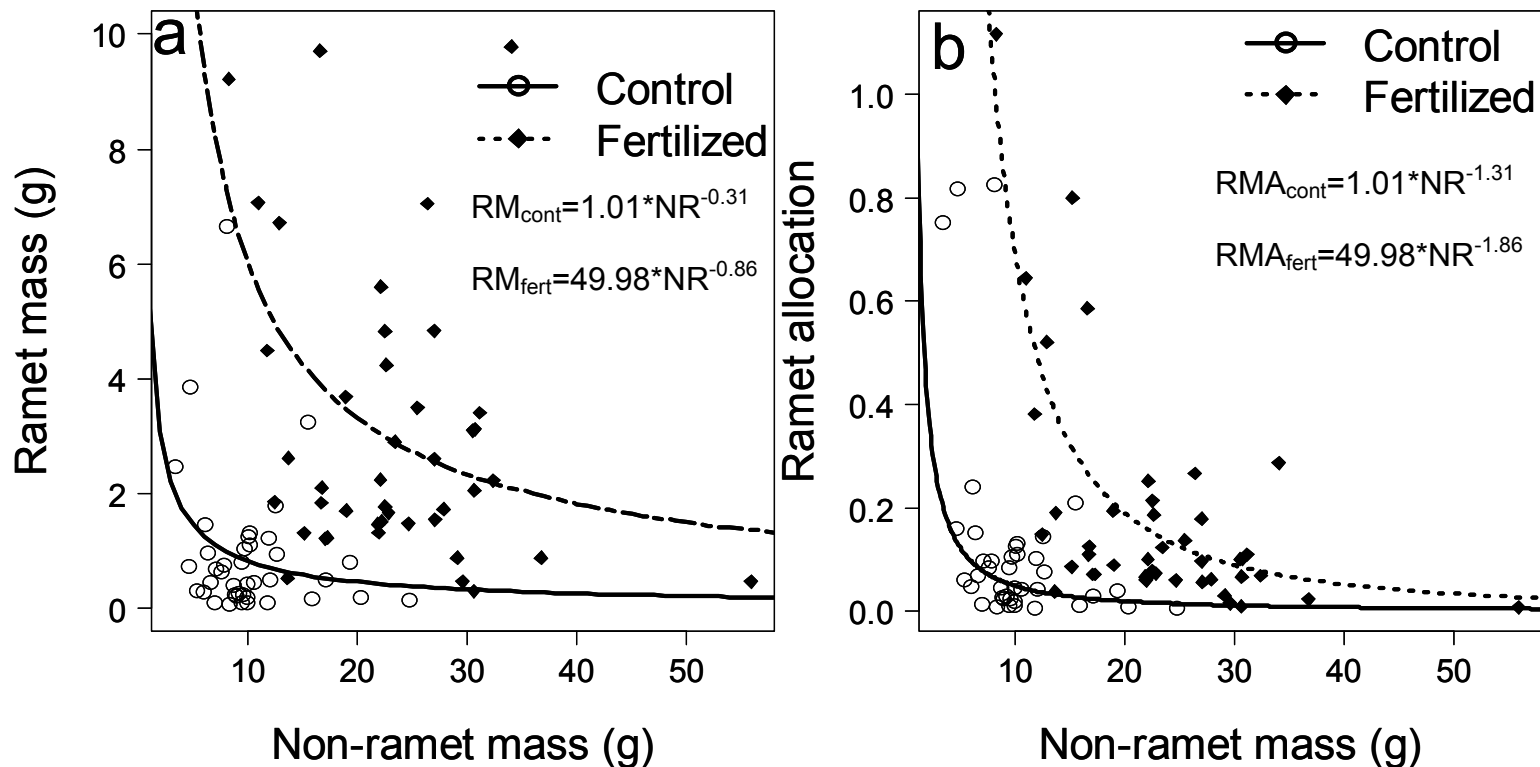 a
Control
Fertilized
RMcont=1.01*NR-0.31
RMfert=49.98*NR-0.86
Ramet mass (g)
10
8
6
4
2
0
10 20 30 40 50
Non-ramet mass (g)
b
Control
Fertilized
RMAcont=1.01*NR-1.31
RMAfert=49.98*NR-1.86
Ramet allocation
1.0
0.8
0.6
0.4
0.2
0.0
10 20 30 40 50
Non-ramet mass (g)